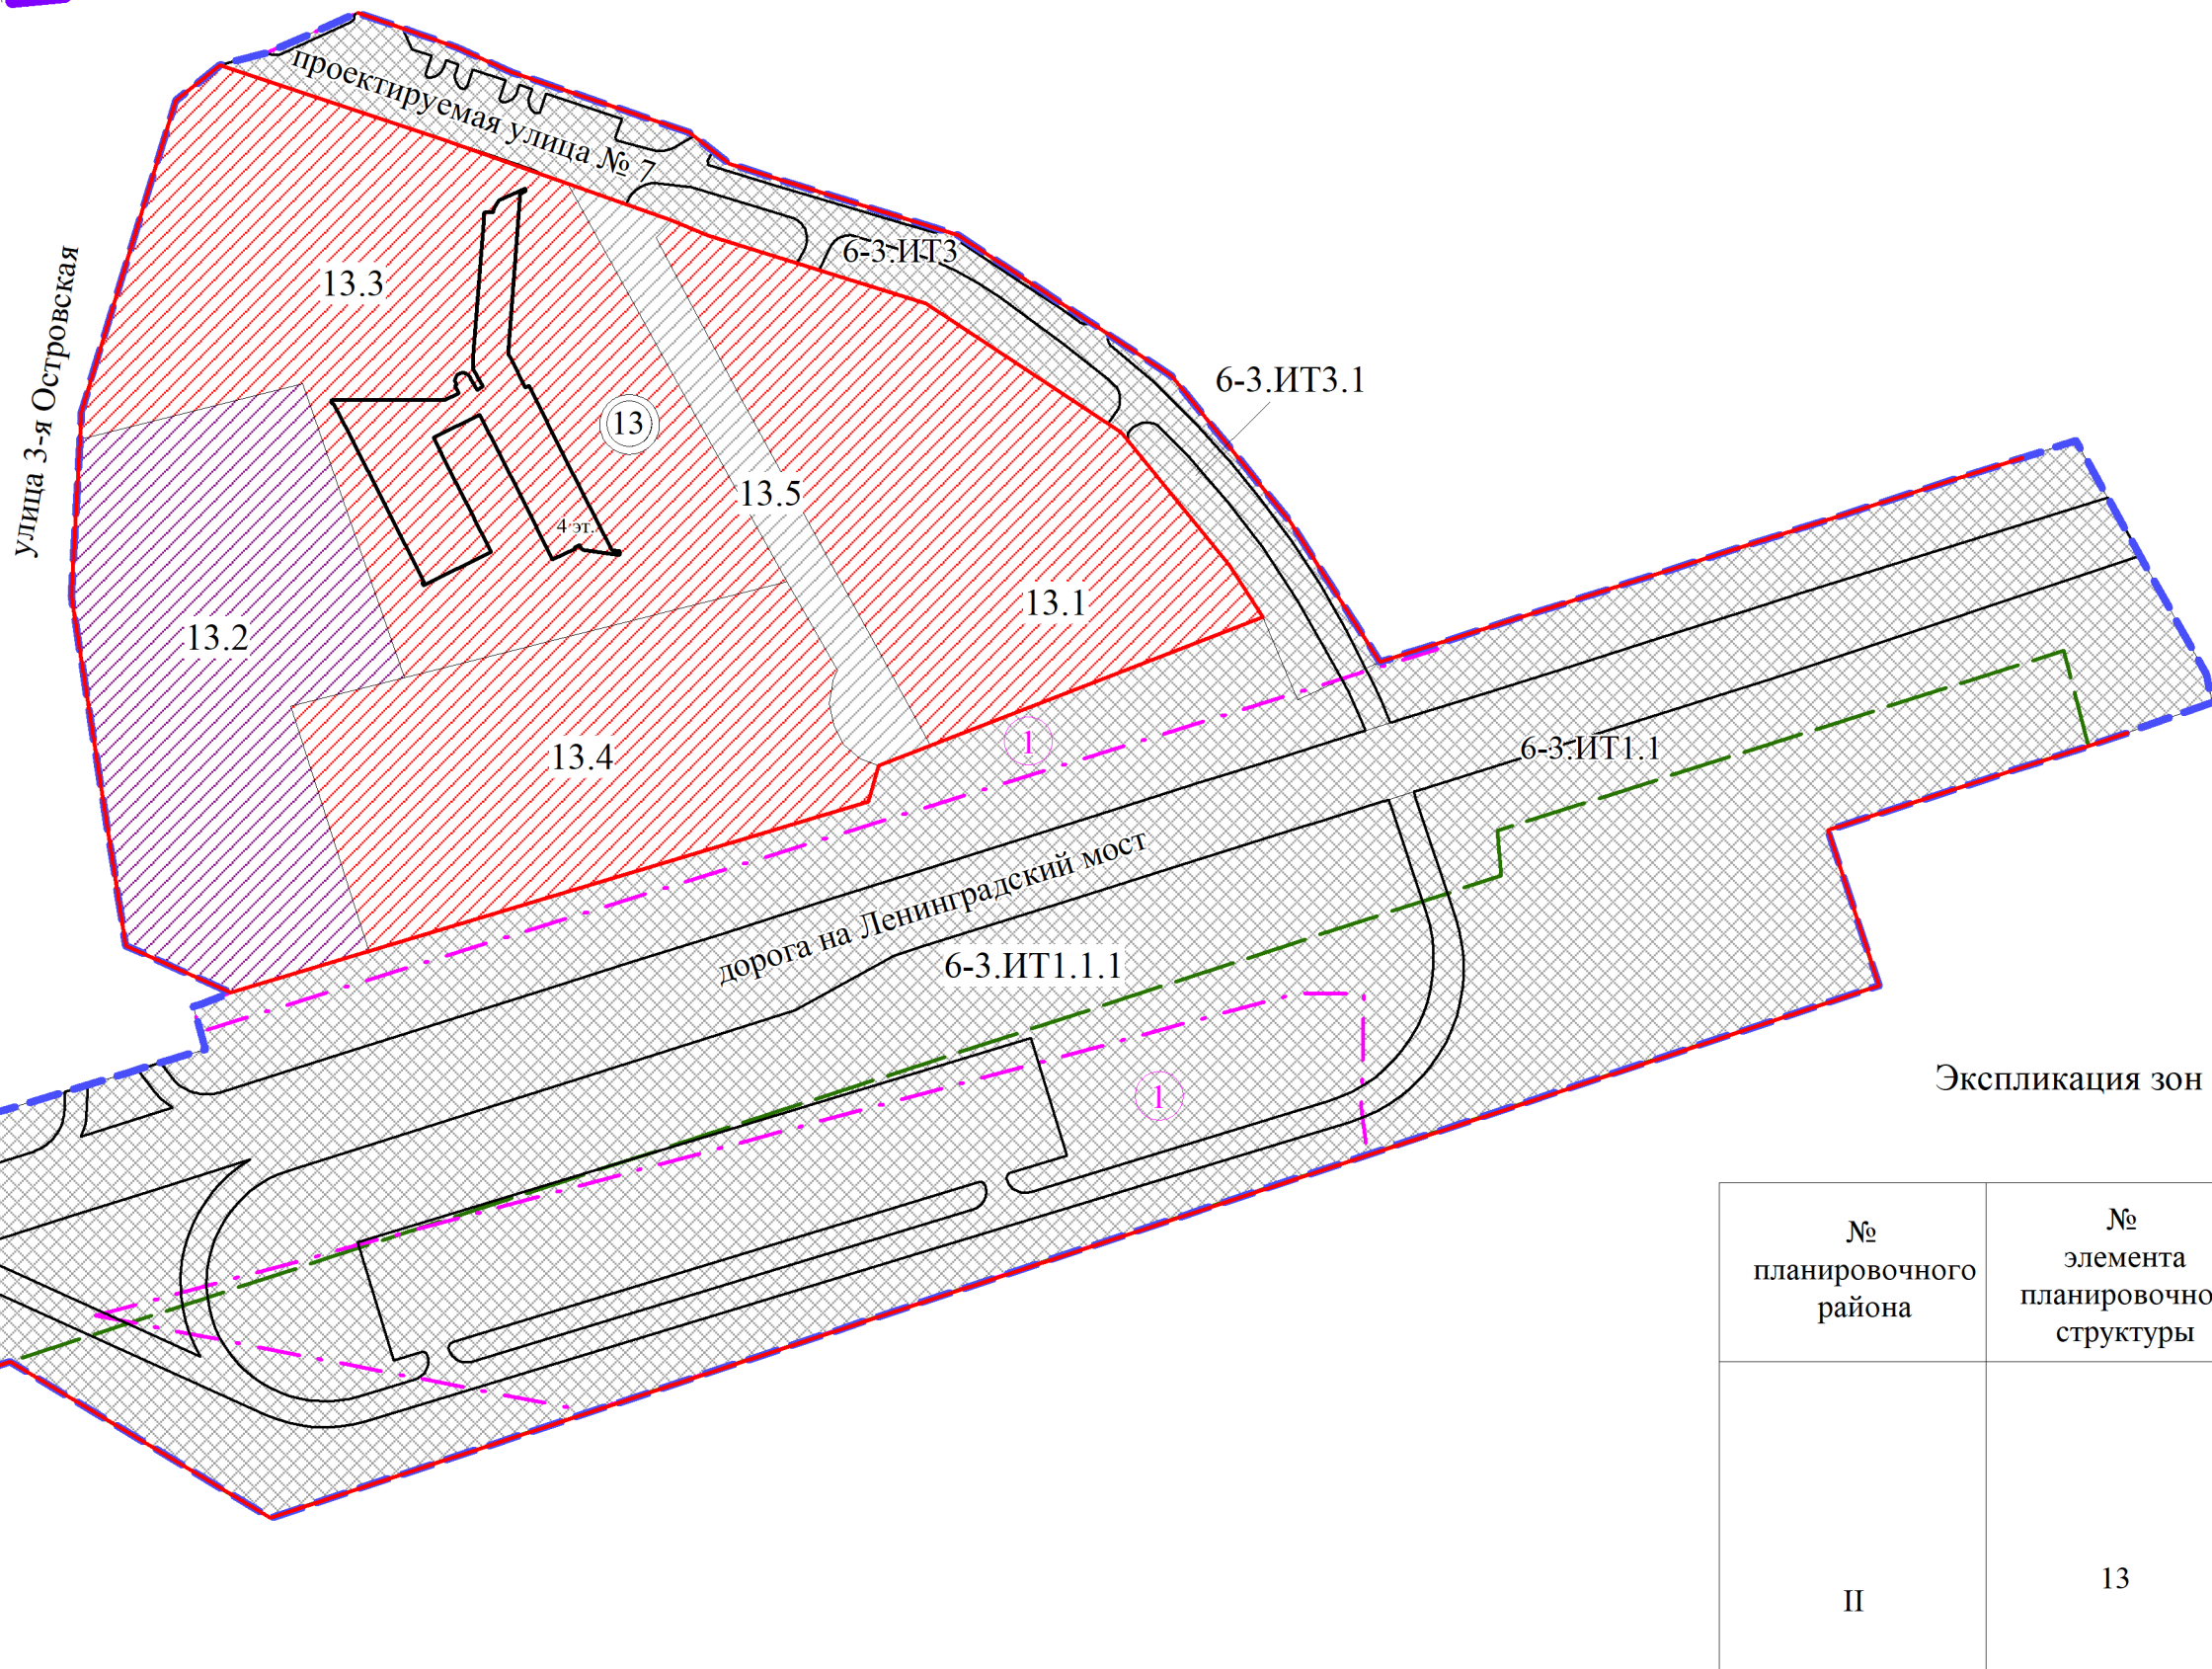 проектируемая улица № 7
6-3.ИТ3
13.3
улица 3-я Островская
6-3.ИТ3.1
13
13.5
4 эт.
13.1
13.2
1
6-3.ИТ1.1
13.4
дорога на Ленинградский мост
6-3.ИТ1.1.1
1
Экспликация зон
№
планировочного
района
№
элемента
планировочно
структуры
II
13